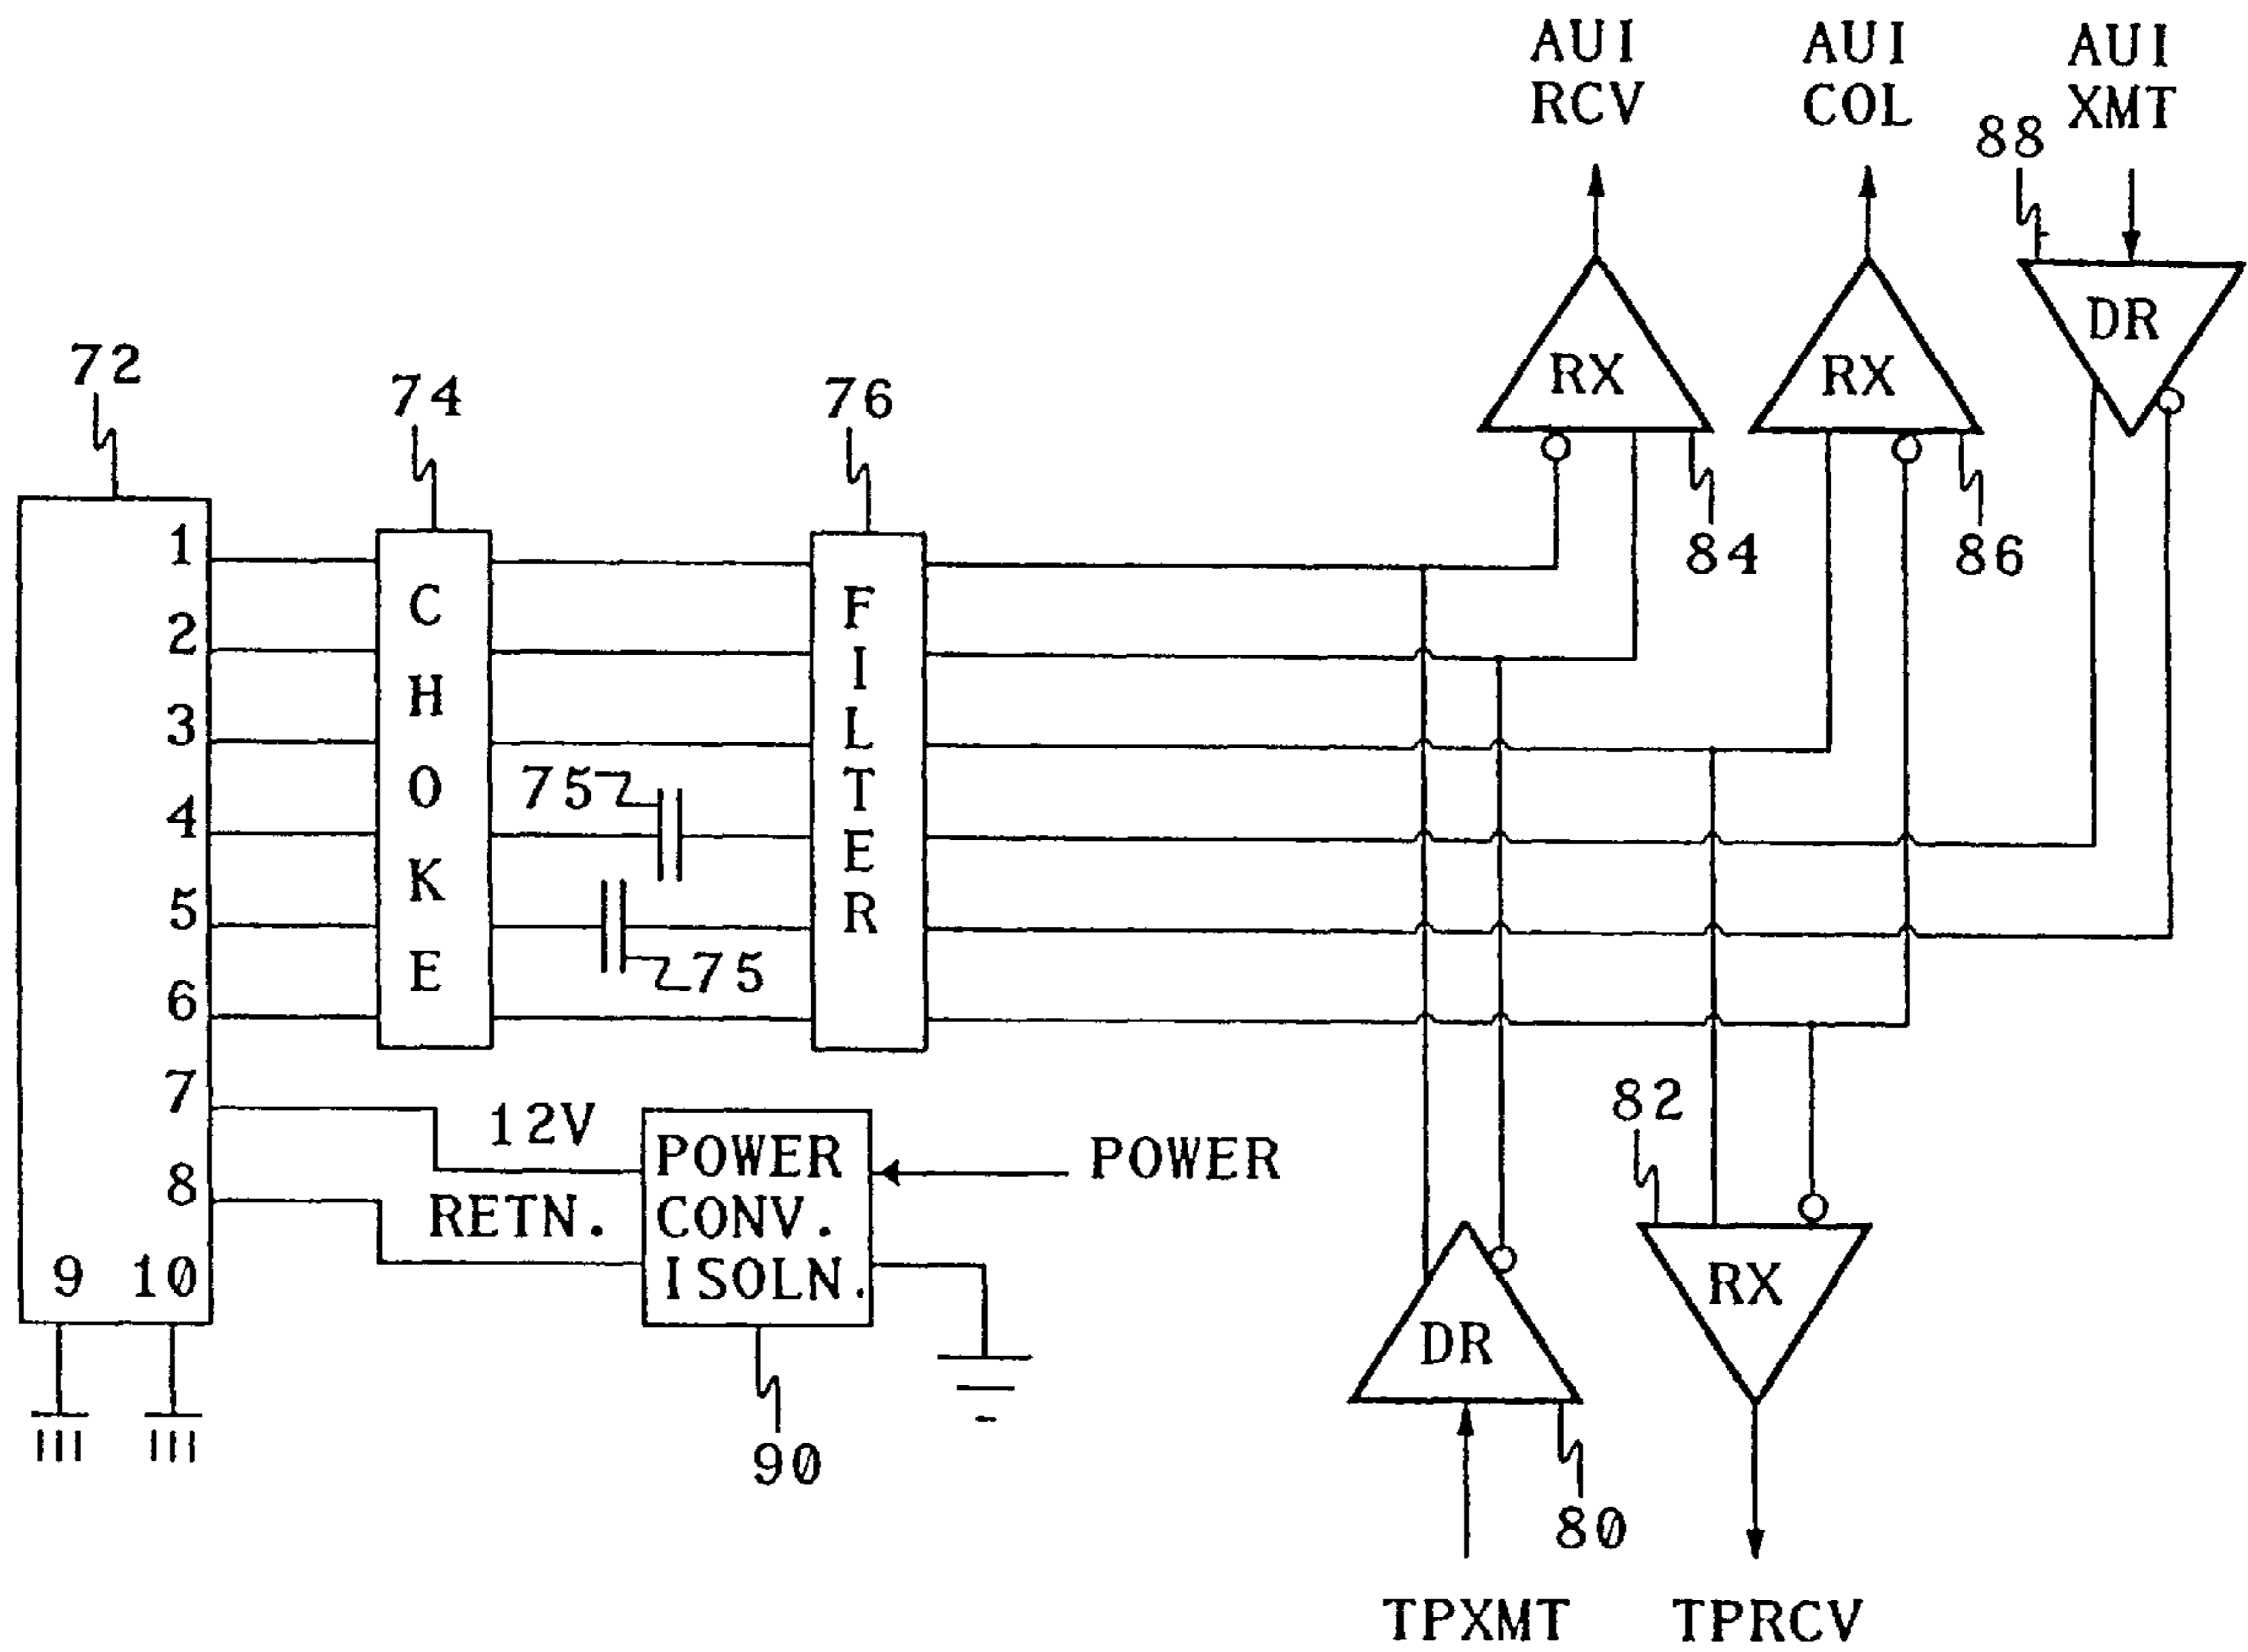 AUI RCV
AUI COL
AUI XMT
88
DR
RX
RX
84
86
72
74
76
1
2
3
4
5
6
7
8
9 10
CHOKE
75
75
FILTER
12V
RETN.
POWER
CONV.
ISOLN.
POWER
90
82
RX
DR
80
TPXMT
TPRCV